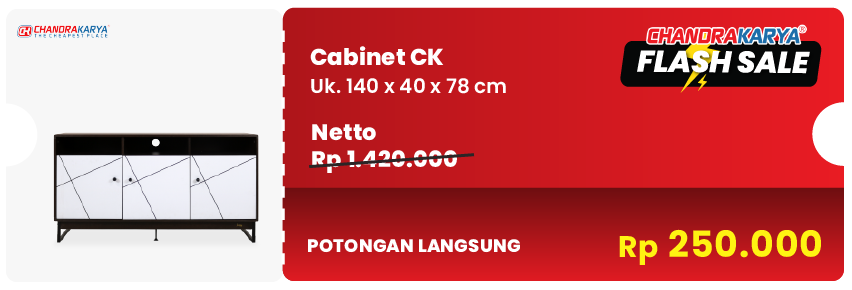 CHANDRAKARYA®
THE CHEAPEST PLACE
CHANDRAKARYA®
FLASH SALE
Cabinet CK
Uk. 140 x 40 x 78 cm
Netto
Rp 1.420.000
POTONGAN LANGSUNG
Rp 250.000